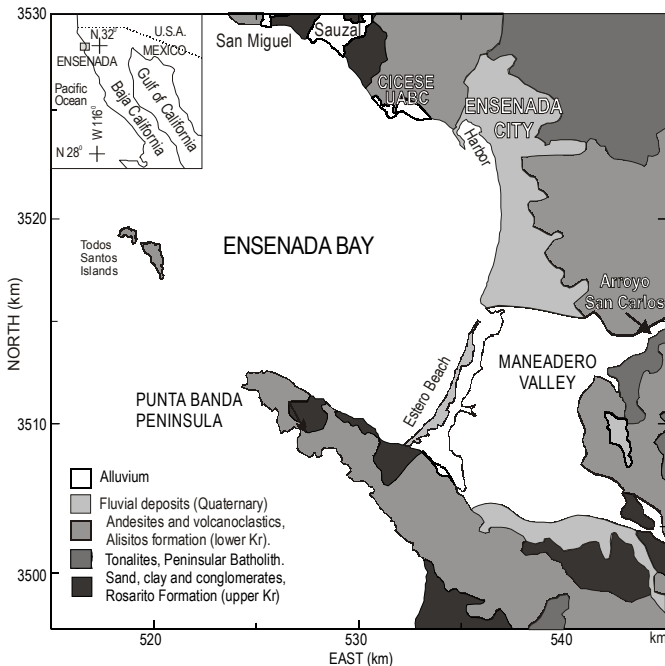 3530
N 32°
U.S.A.
MEXICO
ENSENADA
Pacific
Ocean
W 116°
Baja California
Gulf of California
N 28°
San Miguel
Sauzal
CICESE
UABC
ENSENADA
CITY
Harbor
3520
Todos
Santos
Islands
ENSENADA BAY
Arroyo
San Carlos
NORTH (km)
MANEADERO
VALLEY
Estero Beach
PUNTA BANDA
PENINSULA
3510
Alluvium
Fluvial deposits (Quaternary)
Andesites and volcanoclastics,
Alisitos formation (lower Kr).
Tonalites, Peninsular Batholith.
Sand, clay and conglomerates,
Rosarito Formation (upper Kr)
3500
520
530
540
km
EAST (km)